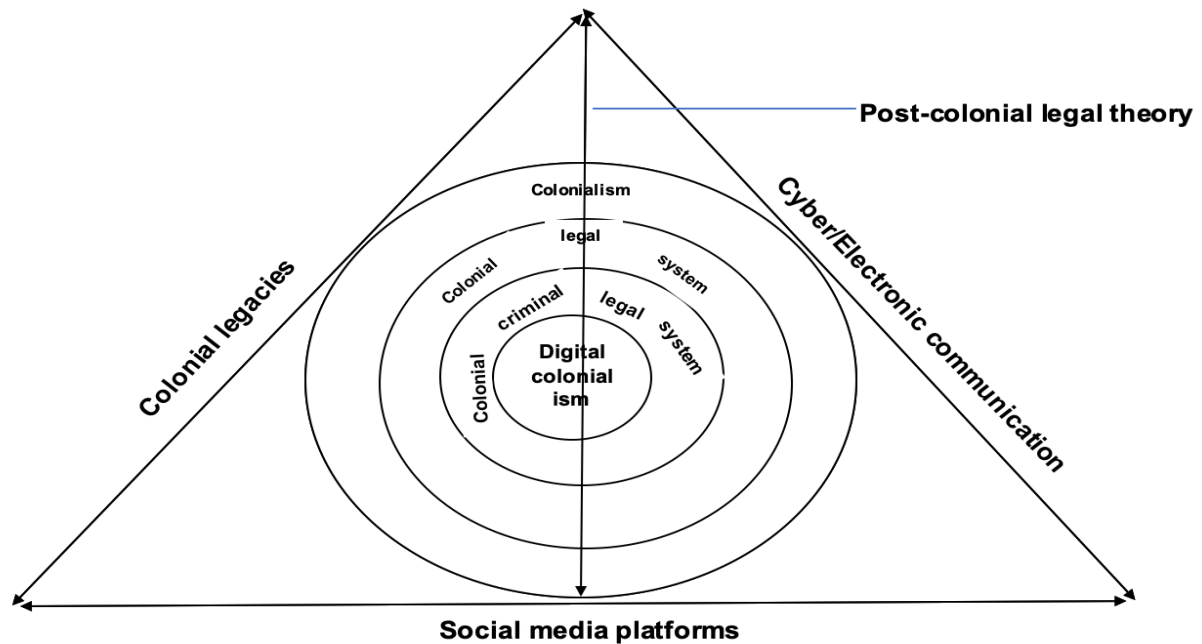 Post-colonial legal theory
Colonialism
Colonial legal system
Colonial criminal legal system
Digital
colonial
ism
Colonial legacies
Cyber/Electronic communication
Social media platforms